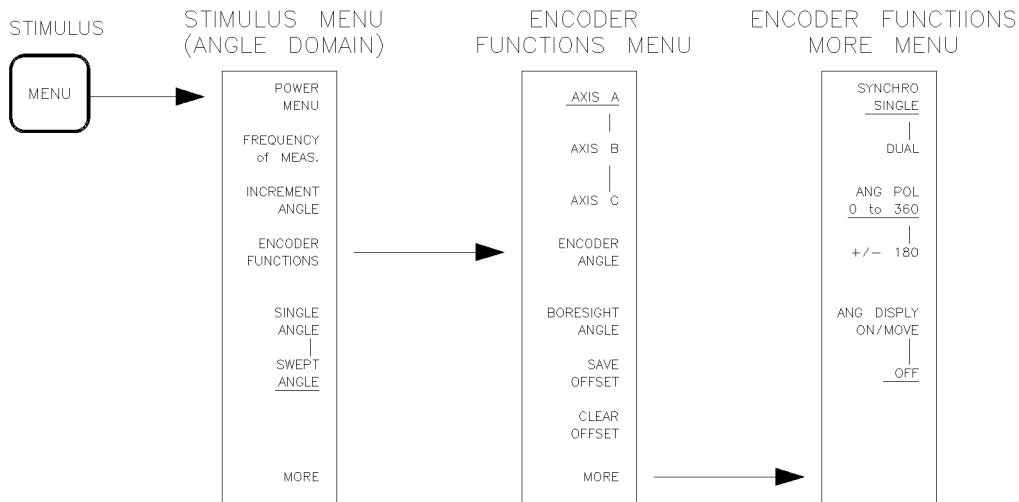 STIMULUS
MENU
STIMULUS MENU
(ANGLE DOMAIN)
POWER
MENU
FREQUENCY
of MEAS.
INCREMENT
ANGLE
ENCODER
FUNCTIONS
SINGLE
ANGLE
SWEPT
ANGLE
MORE
ENCODER
FUNCTIONS MENU
AXIS A
AXIS B
AXIS C
ENCODER
ANGLE
BORESIGHT
ANGLE
SAVE
OFFSET
CLEAR
OFFSET
MORE
ENCODER FUNCTIIONS
MORE MENU
SYNCHRO
SINGLE
DUAL
ANG POL
0 to 360
+/- 180
ANG DISPLY
ON/MOVE
OFF